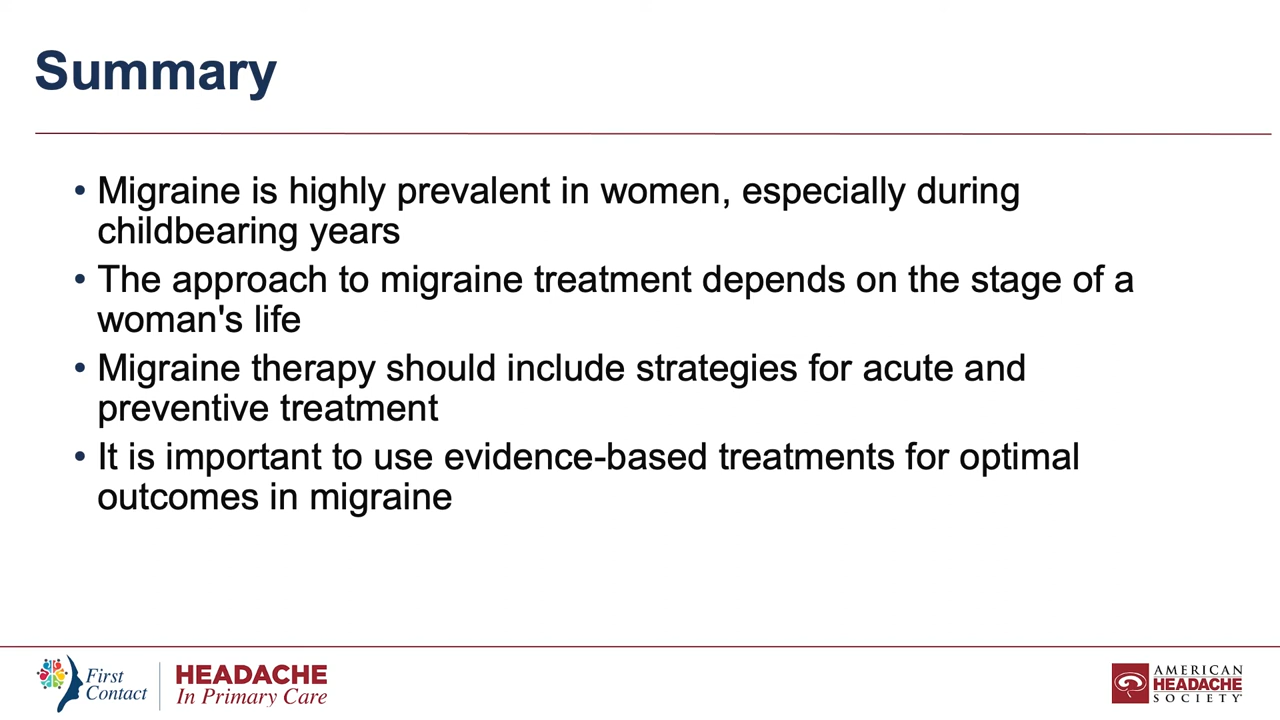 Summary
• Migraine is highly prevalent in women, especially during
childbearing years
• The approach to migraine treatment depends on the stage of a
woman's life
• Migraine therapy should include strategies for acute and
preventive treatment
• It is important to use evidence-based treatments for optimal
outcomes in migraine
First
Contact
HEADACHE
In Primary Care
AMERICAN
HEADACHE
SOCIETY